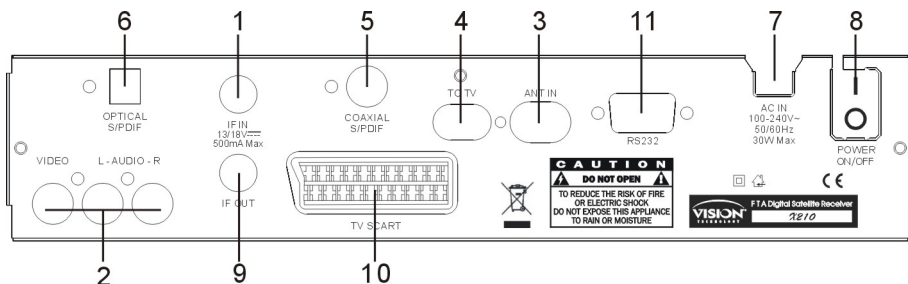 6 1 5 4 3 11 7 8
OPTICAL
S/PDIF
IF IN
13/18V⎓
500mA Max
COAXIAL
S/PDIF
TO TV
ANT IN
RS232
AC IN
100-240V~
50/60Hz
30W Max
POWER
ON/OFF
VIDEO
L - AUDIO - R
IF OUT
TV SCART
CAUTION
DO NOT OPEN
TO REDUCE THE RISK OF FIRE
OR ELECTRIC SHOCK
DO NOT EXPOSE THIS APPLIANCE
TO RAIN OR MOISTURE
CE
VISION
TECHNOLOGY
FTA Digital Satellite Receiver
X210
2 9 10